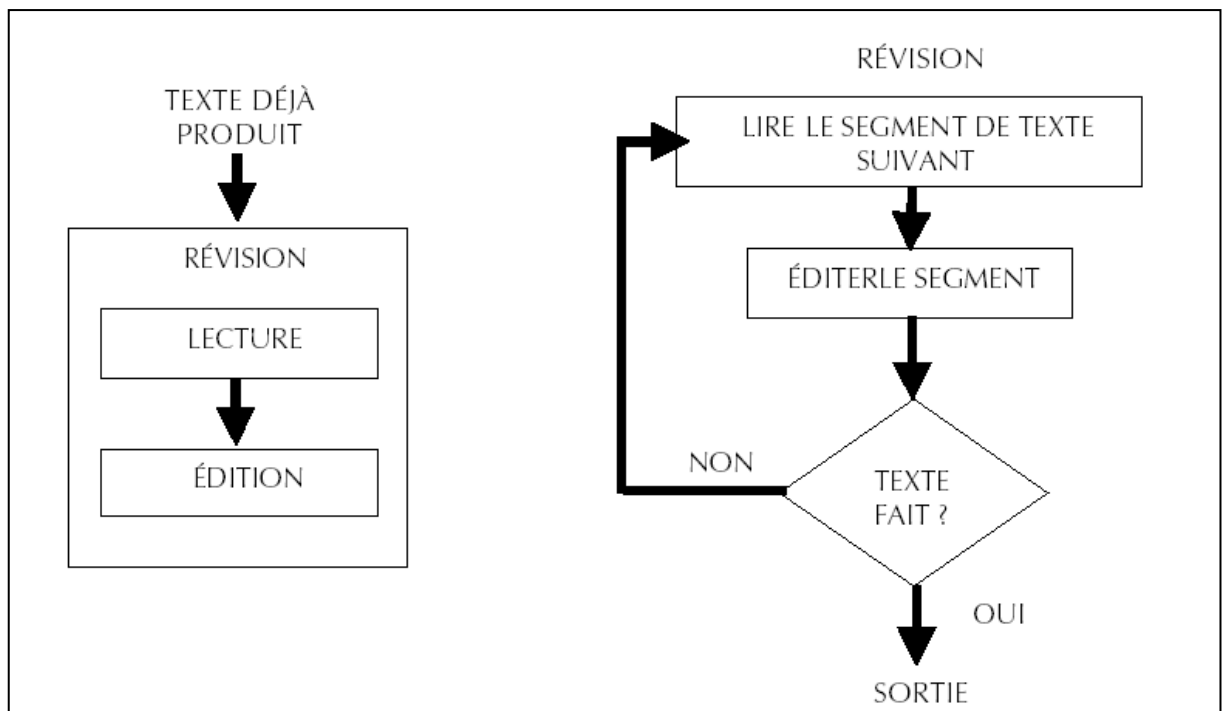 TEXTE DÉJÀ
PRODUIT
RÉVISION
LECTURE
ÉDITION
RÉVISION
LIRE LE SEGMENT DE TEXTE
SUIVANT
ÉDITERLE SEGMENT
NON
TEXTE
FAIT ?
OUI
SORTIE